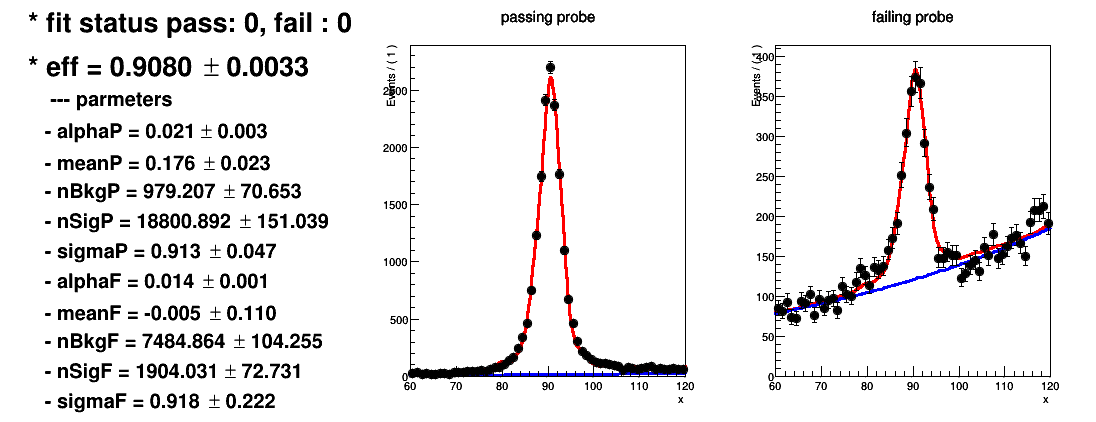 * fit status pass: 0, fail : 0
* eff = 0.9080 ± 0.0033
--- parmeters
- alphaP = 0.021 ± 0.003
- meanP = 0.176 ± 0.023
- nBkgP = 979.207 ± 70.653
- nSigP = 18800.892 ± 151.039
- sigmaP = 0.913 ± 0.047
- alphaF = 0.014 ± 0.001
- meanF = -0.005 ± 0.110
- nBkgF = 7484.864 ± 104.255
- nSigF = 1904.031 ± 72.731
- sigmaF = 0.918 ± 0.222
passing probe
Events / ( 1 )
2500
2000
1500
1000
500
0
60 70 80 90 100 110 120
x
failing probe
Events / ( 1 )
400
350
300
250
200
150
100
50
0
60 70 80 90 100 110 120
x